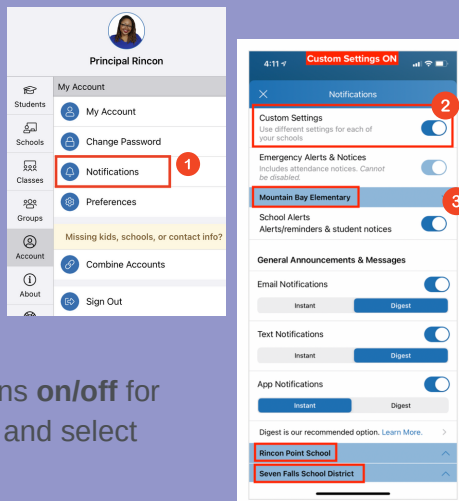 Principal Rincon
Students
Schools
Classes
Groups
Account
About
My Account
My Account
Change Password
Notifications
1
Preferences
Missing kids, schools, or contact info?
Combine Accounts
Sign Out
ns on/off for
and select
Custom Settings ON
4:11
Notifications
2
Custom Settings
Use different settings for each of
your schools
Emergency Alerts & Notices
Includes attendance notices. Cannot
be disabled.
Mountain Bay Elementary
3
School Alerts
Alerts/reminders & student notices
General Announcements & Messages
Email Notifications
Instant Digest
Text Notifications
Instant Digest
App Notifications
Instant Digest
Digest is our recommended option. Learn More.
Rincon Point School
Seven Falls School District